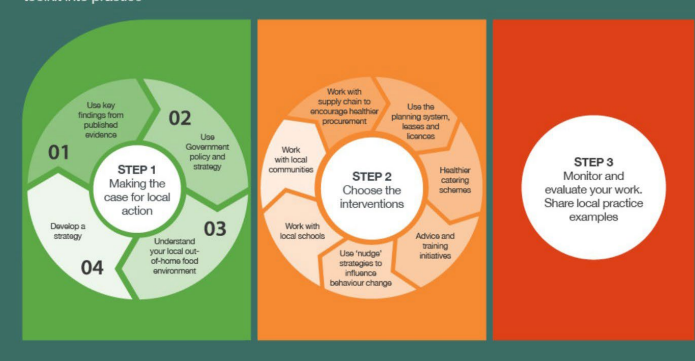 toolkit into practice
01
Use key
findings from
published
evidence
02
Use
Government
policy and
strategy
03
Understand
your local out-
of-home food
environment
04
Develop a
strategy
STEP 1
Making the
case for local
action
Work with
supply chain to
encourage healthier
procurement
Use the
planning system,
leases and
licences
Healthier
catering
schemes
Advice and
training
initiatives
Use 'nudge'
strategies to
influence
behaviour change
Work with
local schools
Work
with local
communities
STEP 2
Choose the
interventions
STEP 3
Monitor and
evaluate your work.
Share local practice
examples